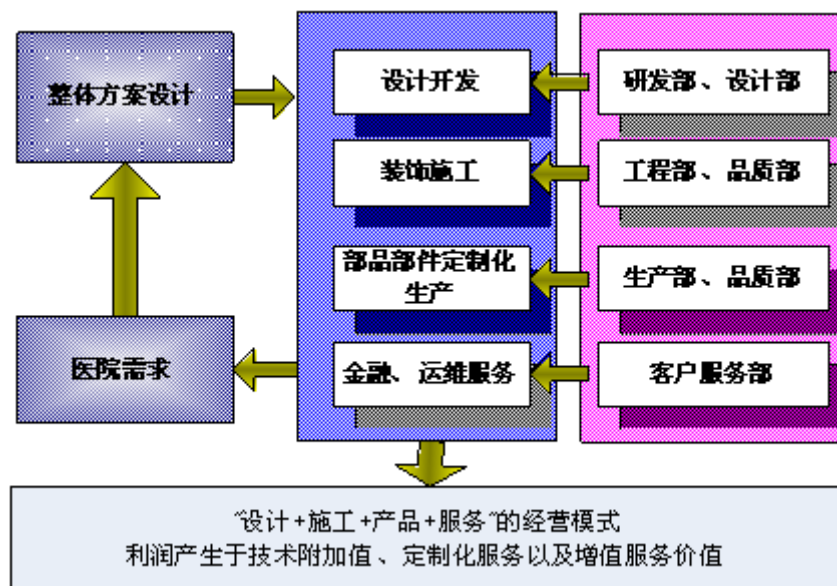 整体方案设计
设计开发
研发部、设计部
装饰施工
工程部、品质部
部品部件定制化
生产
生产部、品质部
医院需求
金融、运维服务
客户服务部
“设计+施工+产品+服务”的经营模式
利润产生于技术附加值、定制化服务以及增值服务价值